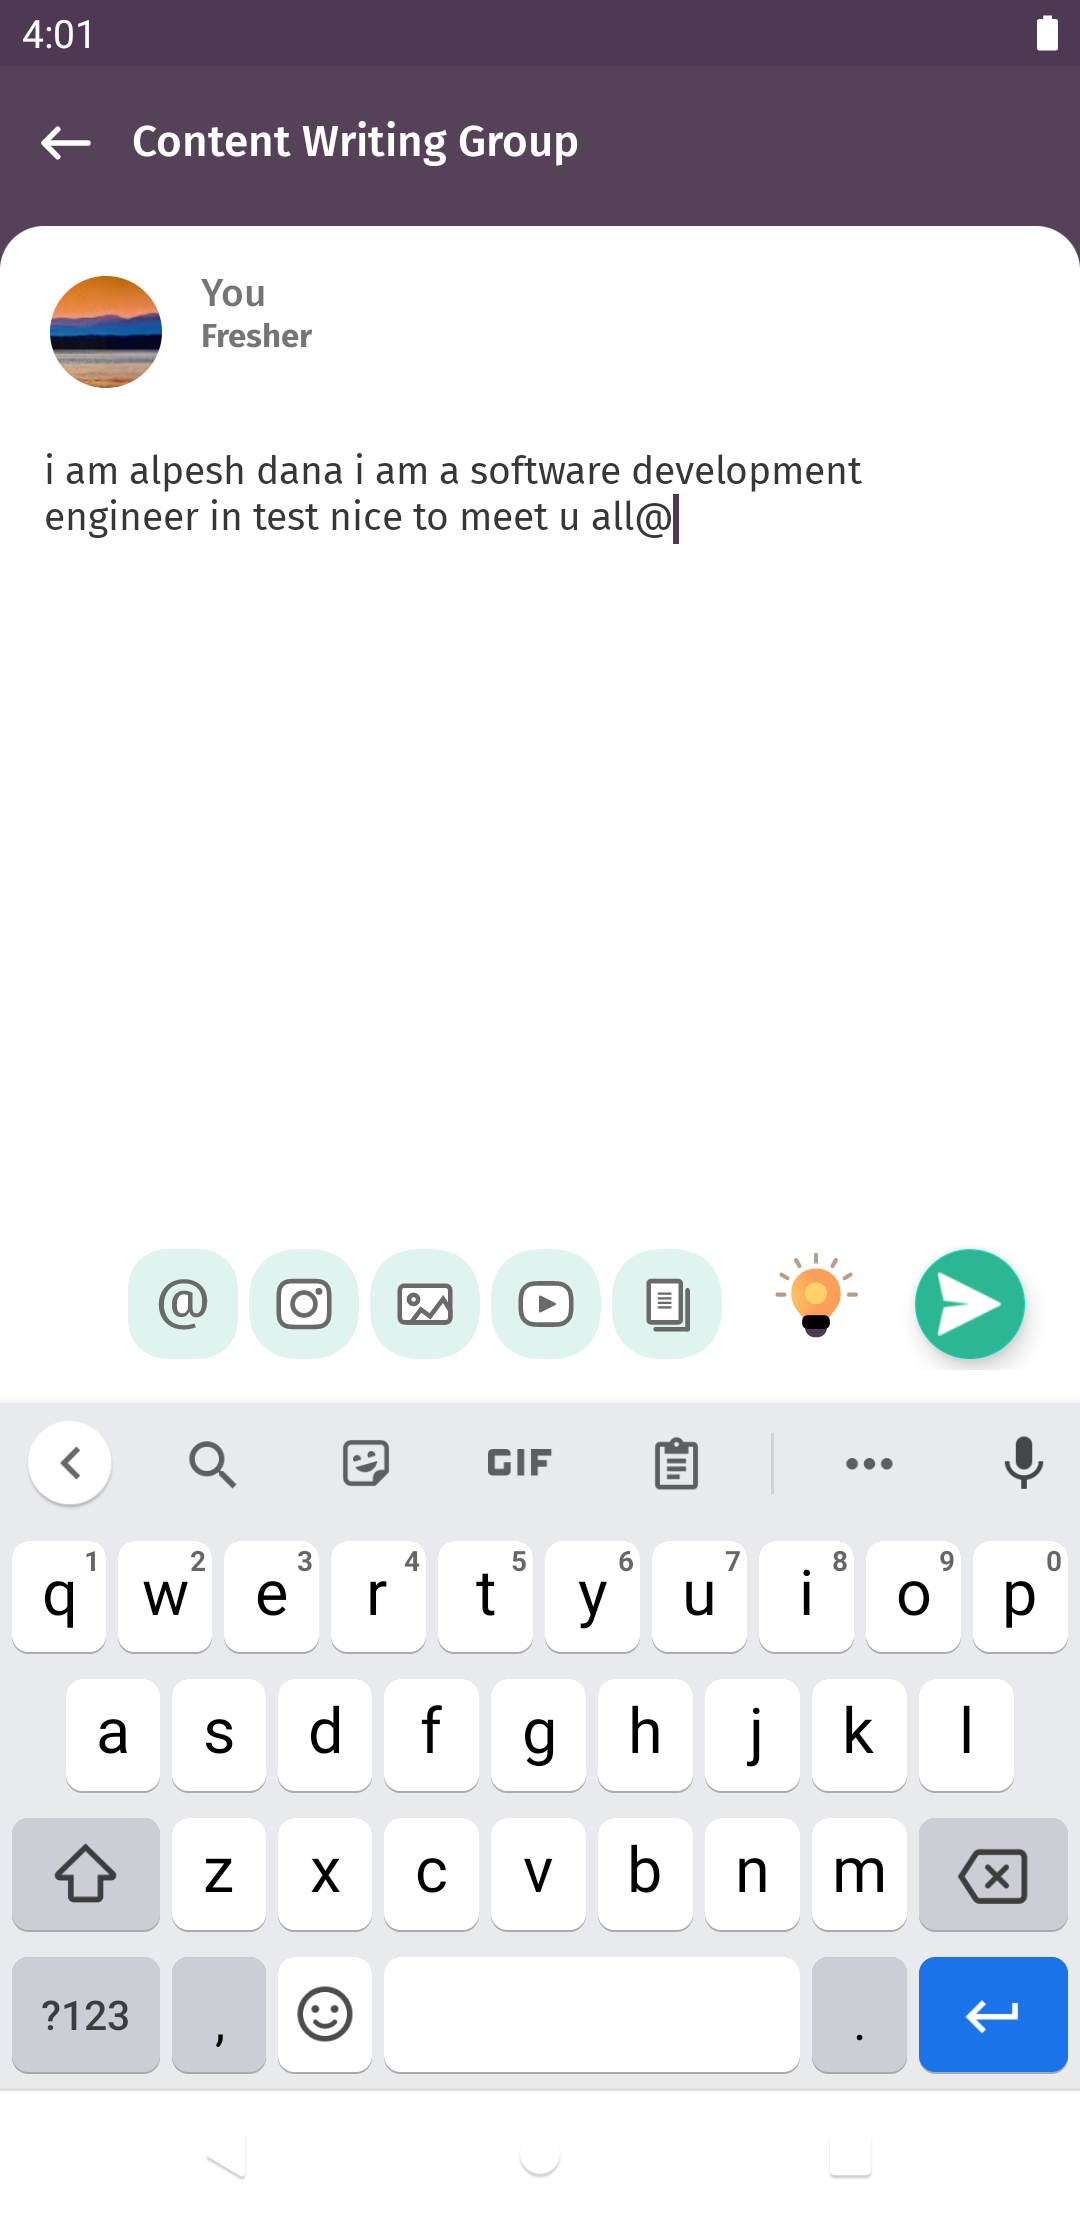 4:01
Content Writing Group
You
Fresher
i am alpesh dana i am a software development
engineer in test nice to meet u all@
@
GIF
q 1 w 2 e 3 r 4 t 5 y 6 u 7 i 8 o 9 p 0
a s d f g h j k l
z x c v b n m
?123 , .